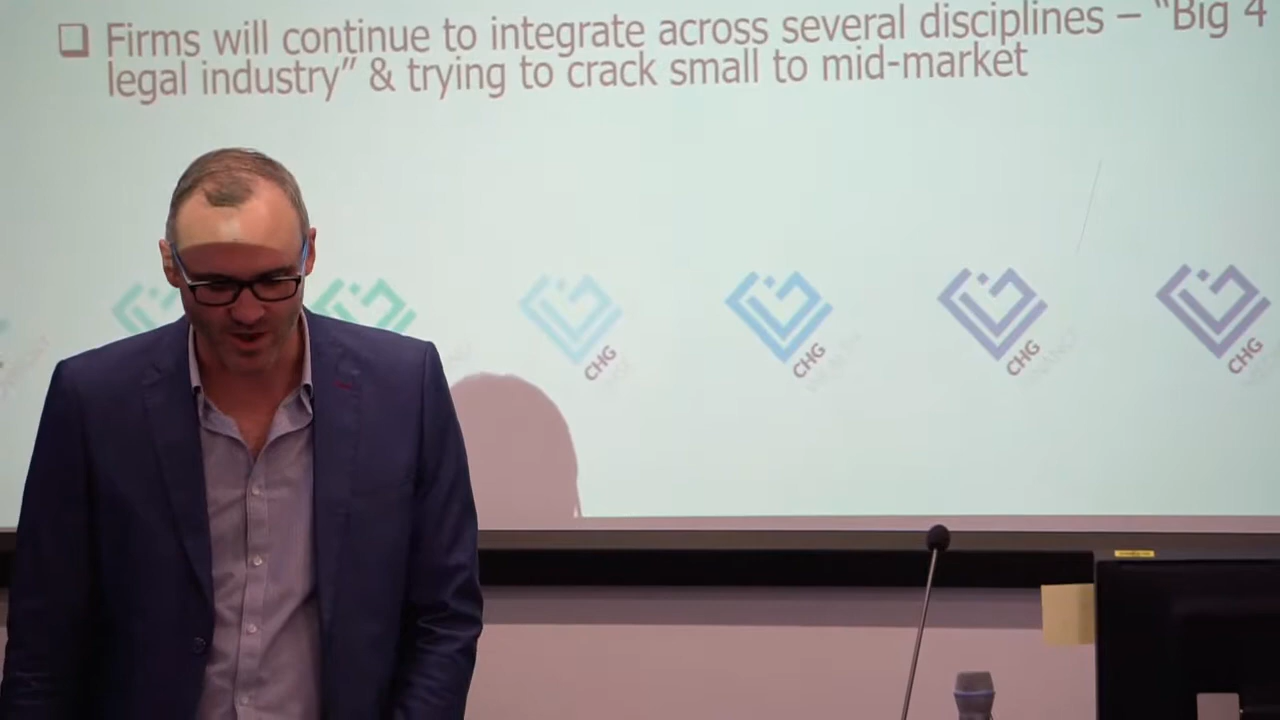 Firms will continue to integrate across several disciplines – "Big 4
legal industry" & trying to crack small to mid-market
CHG
CHG
CHG
CHG